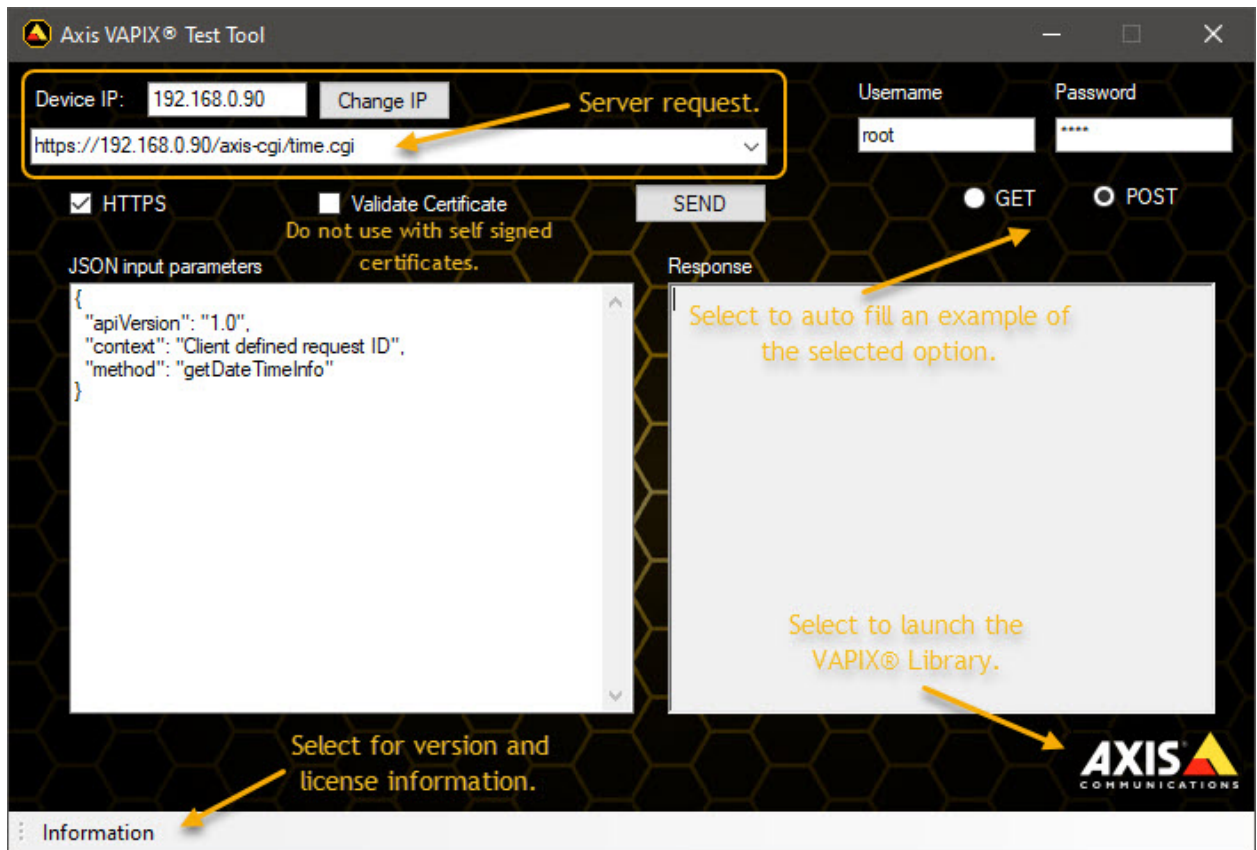 Axis VAPIX® Test Tool
Device IP: 192.168.0.90 Change IP
Server request.
https://192.168.0.90/axis-cgi/time.cgi
Username Password
root ****
HTTPS Validate Certificate SEND GET POST
Do not use with self signed
certificates.
JSON input parameters
{
"apiVersion": "1.0",
"context": "Client defined request ID",
"method": "getDateTimeInfo"
}
Response
Select to auto fill an example of
the selected option.
Select to launch the
VAPIX® Library.
Select for version and
license information.
AXIS
COMMUNICATIONS
Information